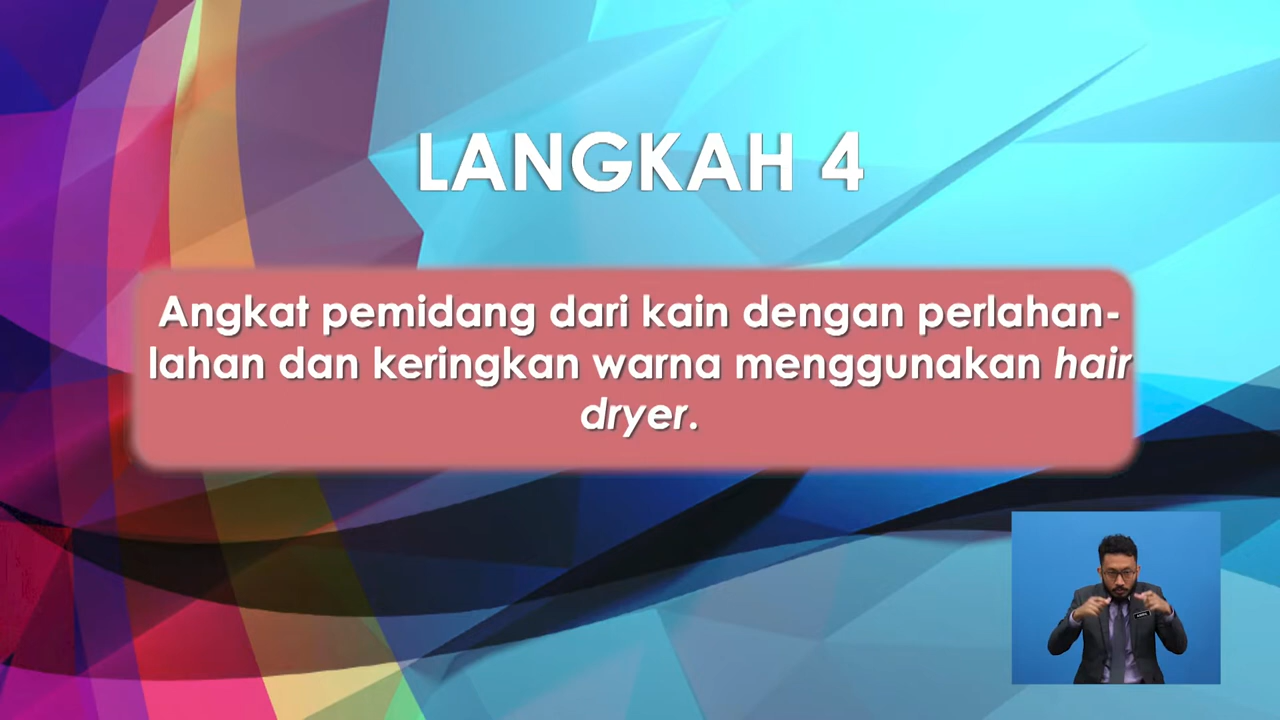 LANGKAH 4
Angkat pemidang dari kain dengan perlahan-
lahan dan keringkan warna menggunakan hair
dryer.